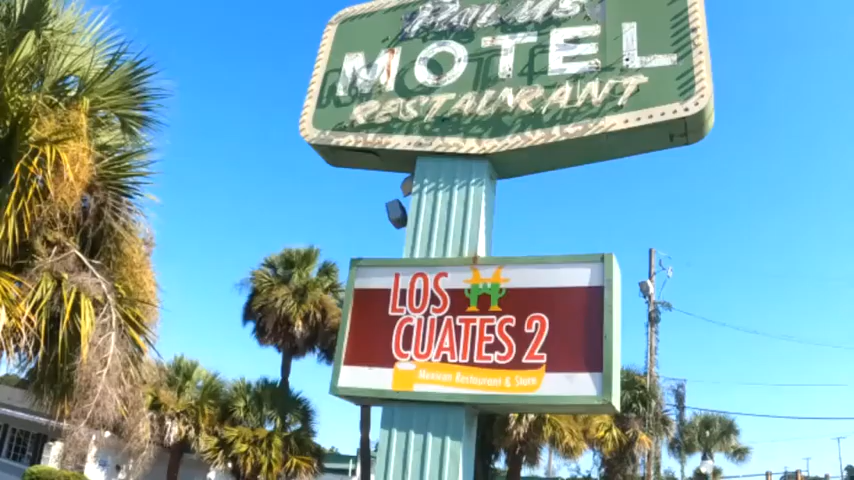 MOTEL
RESTAURANT
LOS
CUATES 2
Mexican Restaurant & Store